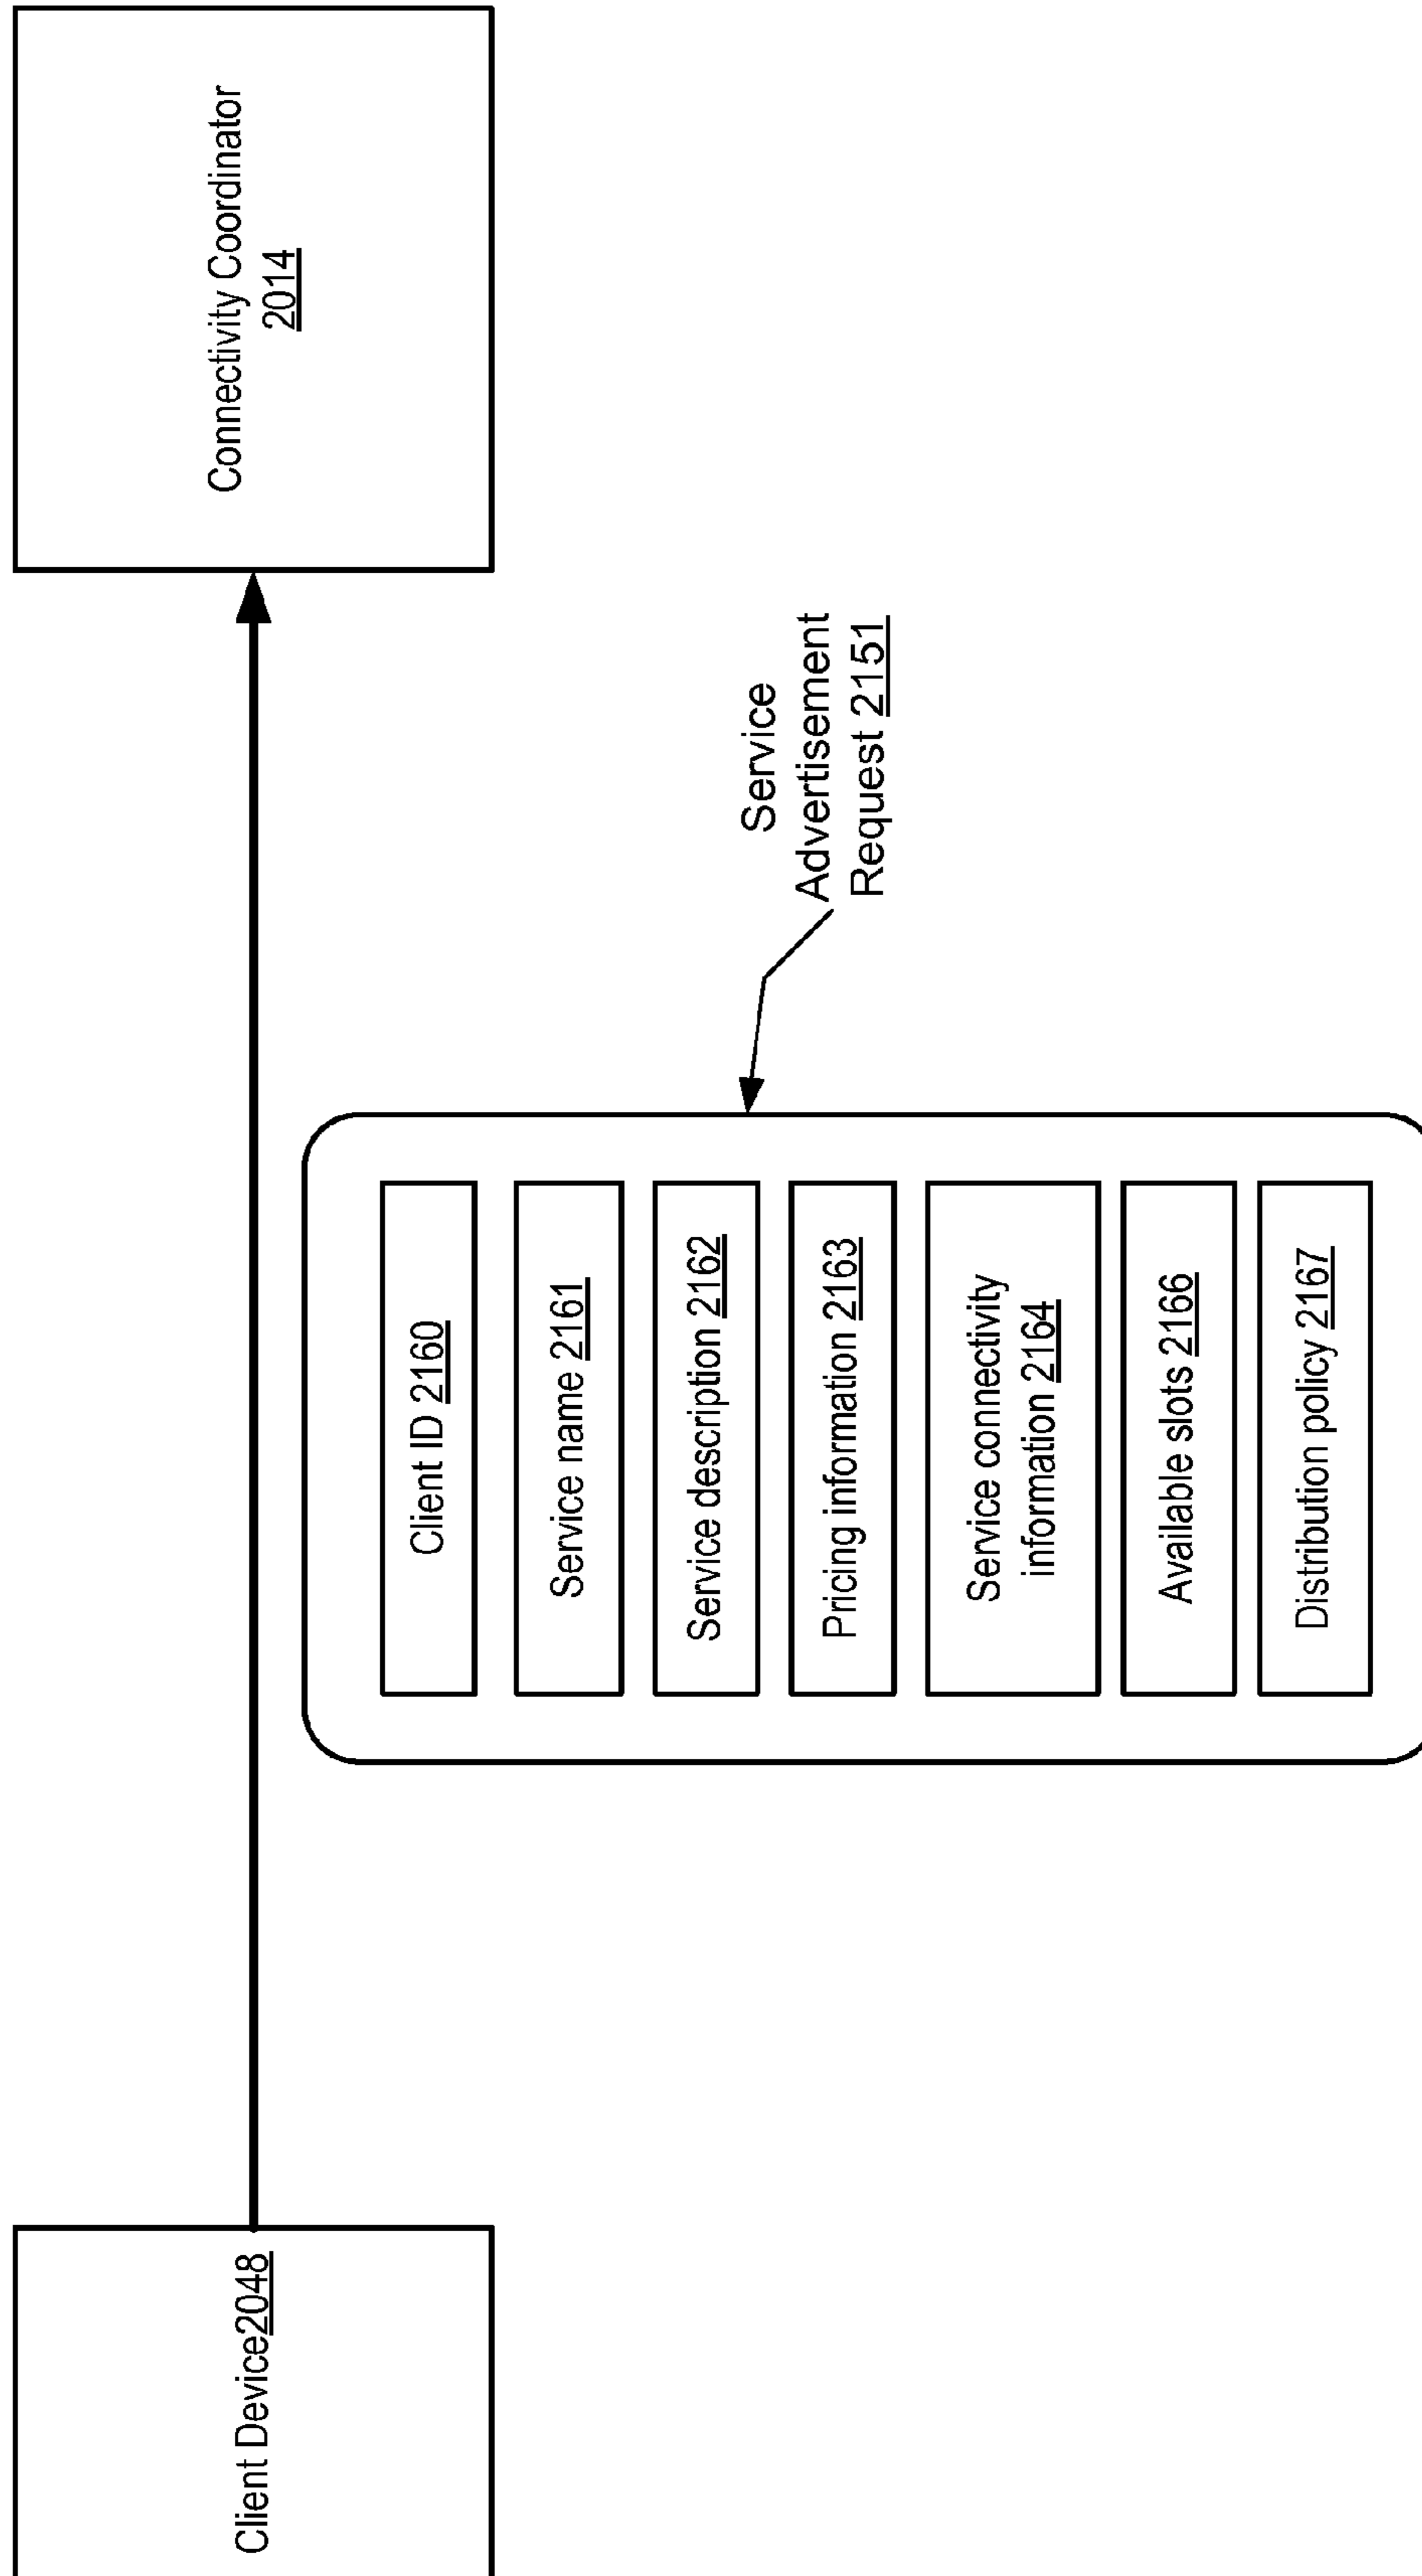 Client Device2048
Connectivity Coordinator
2014
Client ID 2160
Service name 2161
Service description 2162
Pricing information 2163
Service connectivity
information 2164
Available slots 2166
Distribution policy 2167
Service
Advertisement
Request 2151